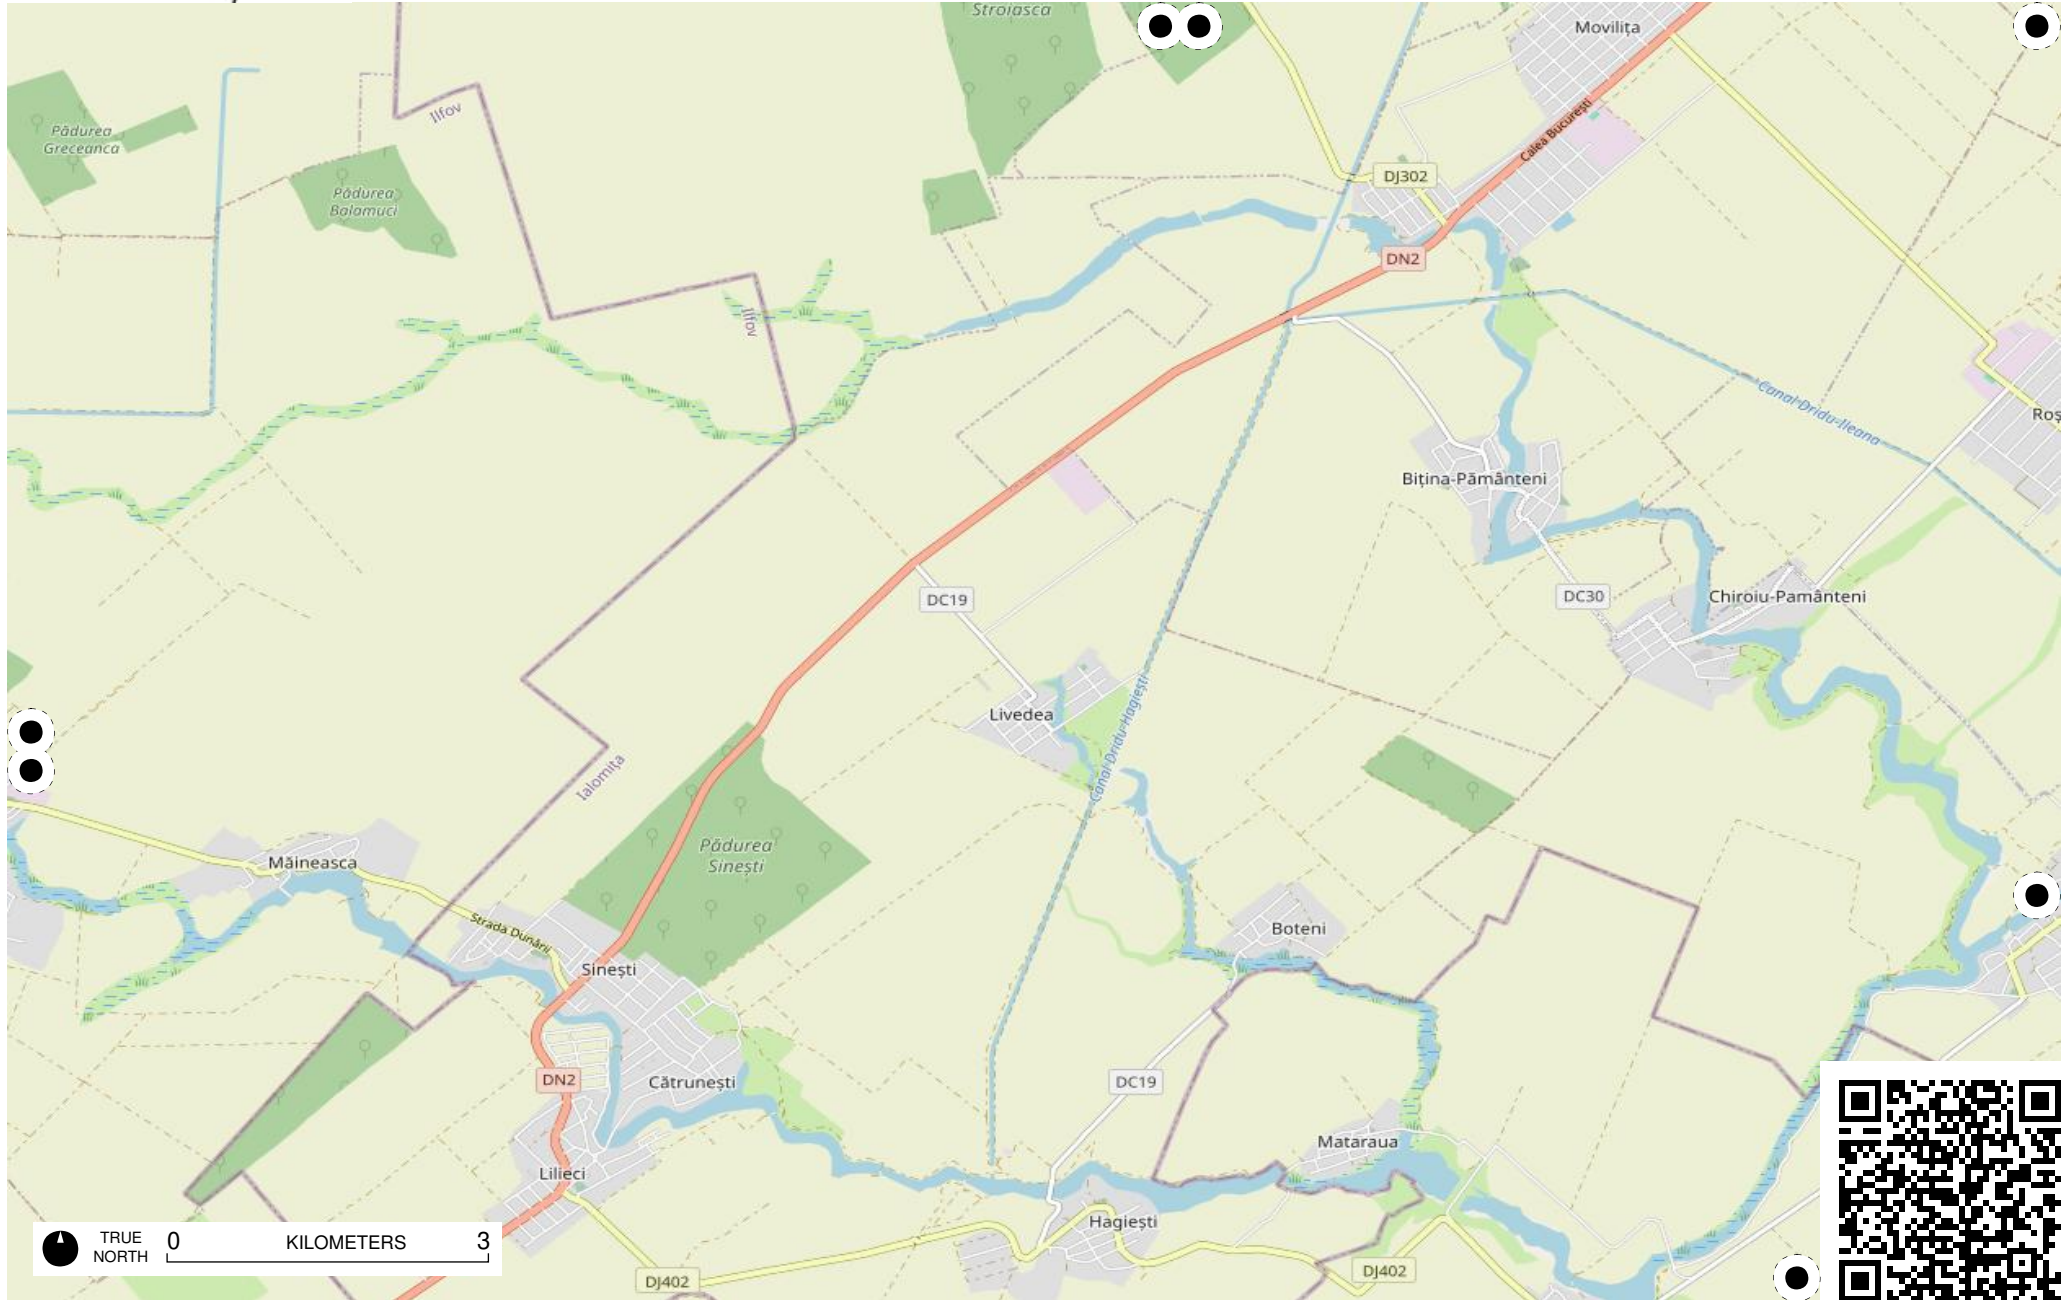 Stroiasca
Movilița
Ilfov
Călea București
Pădurea
Greceanca
DJ302
Pădurea
Balamuci
DN2
Ilfov
Canal Dridu-Ileana
Roș
Bițina-Pământeni
DC19
DC30
Chiroiu-Pamânteni
Livedea
Canal Dridu-Hagiești
Ialomița
Pădurea
Sinești
Măineasca
Strada Dunării
Boteni
Sinești
DN2
Cătrunești
DC19
Mataraua
Lilieci
Hagiești
TRUE
NORTH
0 KILOMETERS 3
DJ402
DJ402